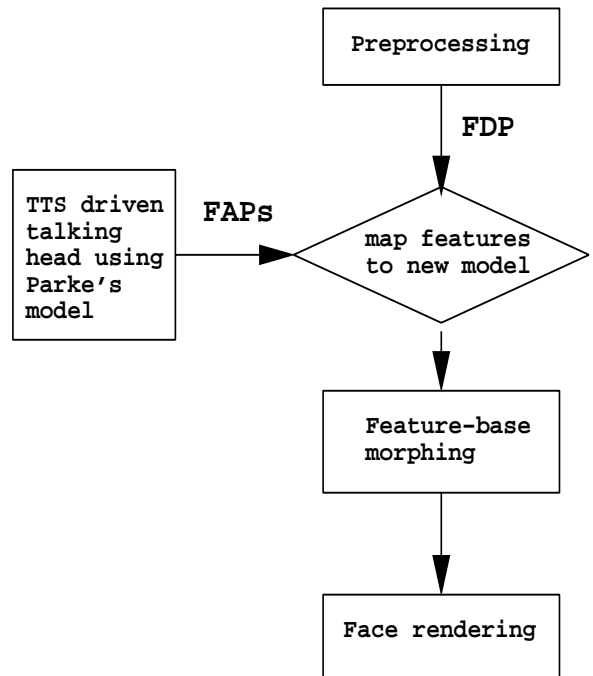 Preprocessing
FDP
TTS driven
talking
head using
Parke's
model
FAPs
map features
to new model
Feature-base
morphing
Face rendering